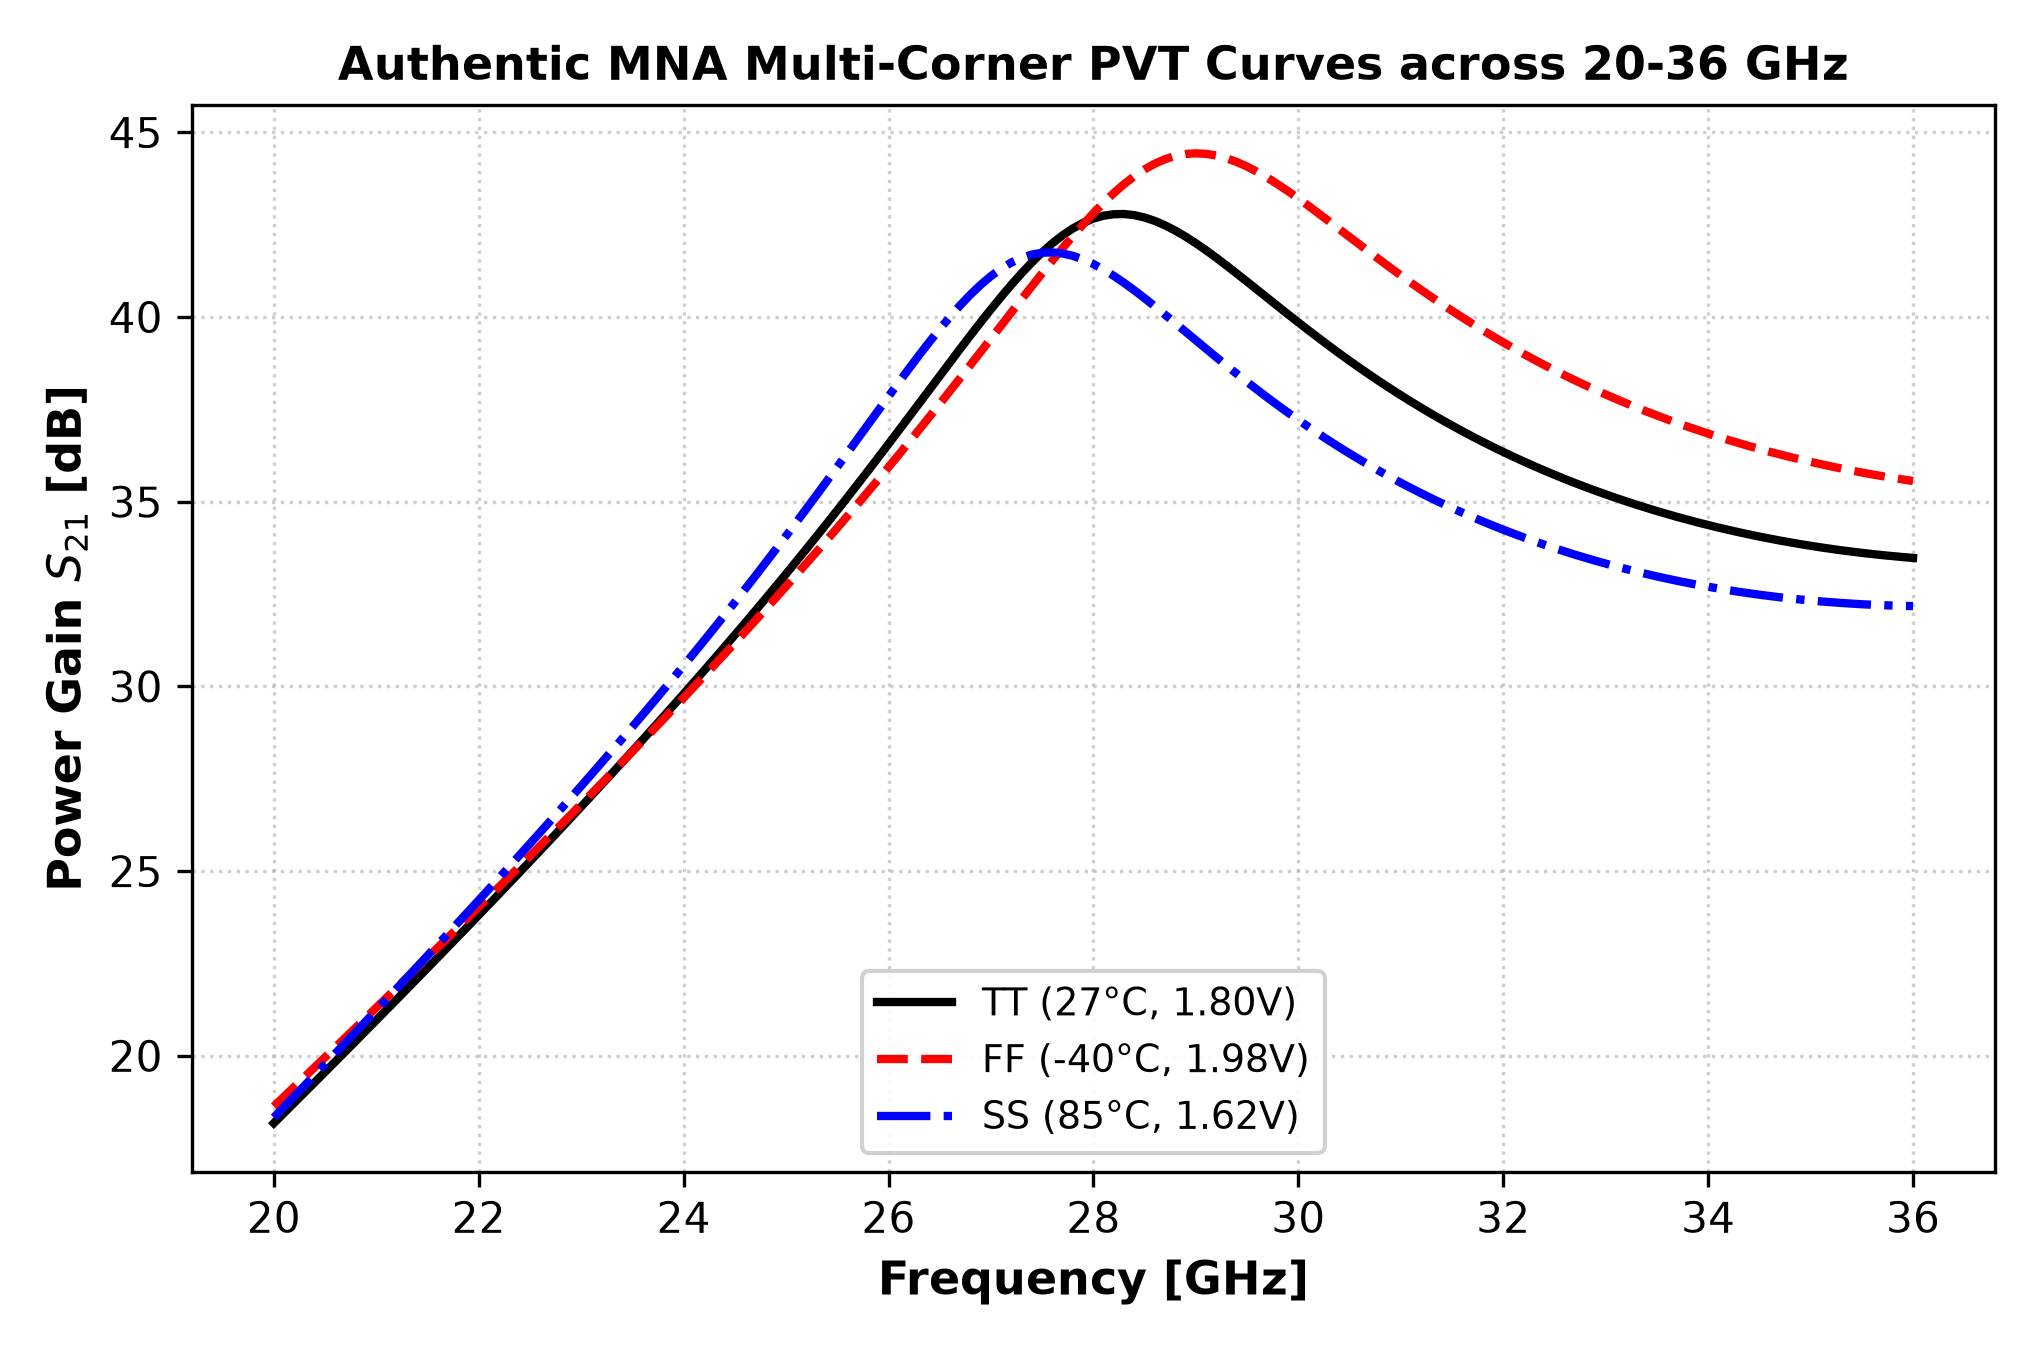 Authentic MNA Multi-Corner PVT Curves across 20-36 GHz
Power Gain S21 [dB]
45
40
35
30
25
20
TT (27°C, 1.80V)
FF (-40°C, 1.98V)
SS (85°C, 1.62V)
20 22 24 26 28 30 32 34 36
Frequency [GHz]